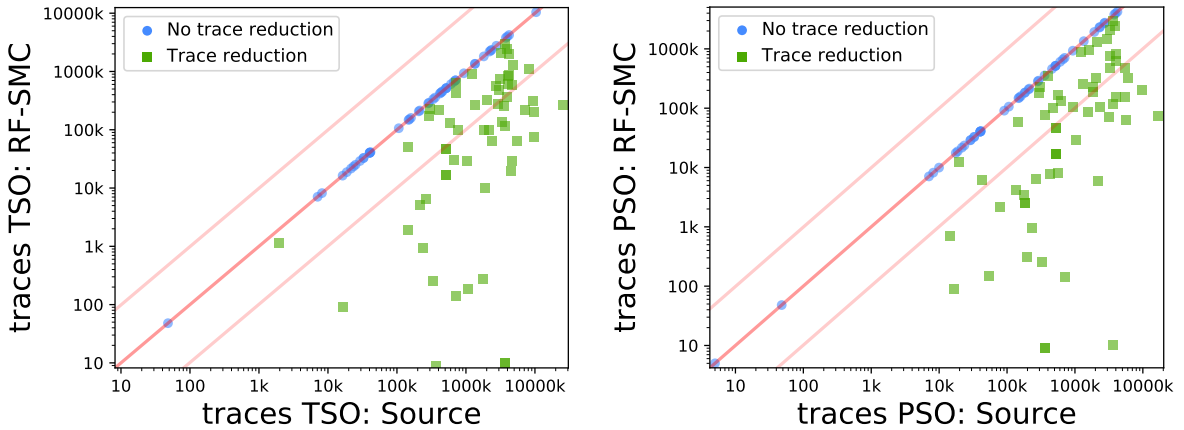 10000k
1000k
100k
10k
1k
100
10
traces TSO: RF-SMC
No trace reduction
Trace reduction
10 100 1k 10k 100k 1000k 10000k
traces TSO: Source
1000k
100k
10k
1k
100
10
traces PSO: RF-SMC
No trace reduction
Trace reduction
10 100 1k 10k 100k 1000k 10000k
traces PSO: Source